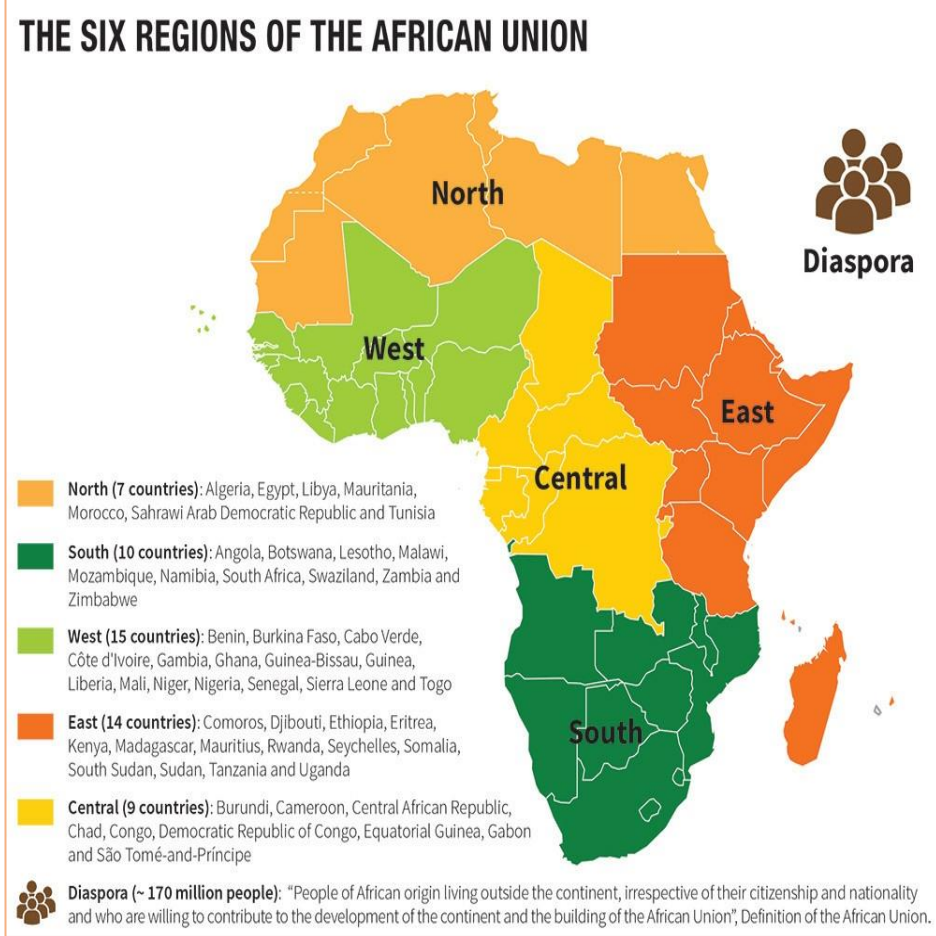 THE SIX REGIONS OF THE AFRICAN UNION
North
Diaspora
West
East
Central
North (7 countries): Algeria, Egypt, Libya, Mauritania,
Morocco, Sahrawi Arab Democratic Republic and Tunisia
South (10 countries): Angola, Botswana, Lesotho, Malawi,
Mozambique, Namibia, South Africa, Swaziland, Zambia and
Zimbabwe
West (15 countries): Benin, Burkina Faso, Cabo Verde,
Côte d'Ivoire, Gambia, Ghana, Guinea-Bissau, Guinea,
Liberia, Mali, Niger, Nigeria, Senegal, Sierra Leone and Togo
East (14 countries): Comoros, Djibouti, Ethiopia, Eritrea,
Kenya, Madagascar, Mauritius, Rwanda, Seychelles, Somalia,
South Sudan, Sudan, Tanzania and Uganda
South
Central (9 countries): Burundi, Cameroon, Central African Republic,
Chad, Congo, Democratic Republic of Congo, Equatorial Guinea, Gabon
and São Tomé-and-Príncipe
Diaspora (~ 170 million people): “People of African origin living outside the continent, irrespective of their citizenship and nationality
and who are willing to contribute to the development of the continent and the building of the African Union”, Definition of the African Union.